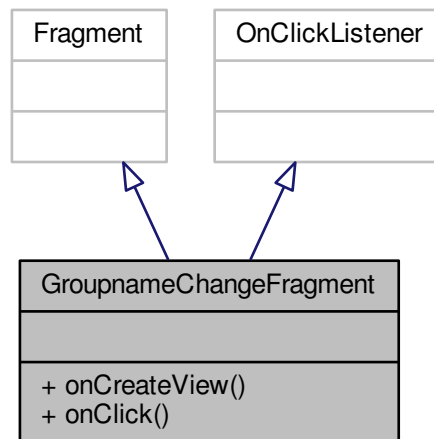 Fragment
OnClickListener
GroupnameChangeFragment
+ onCreateView()
+ onClick()